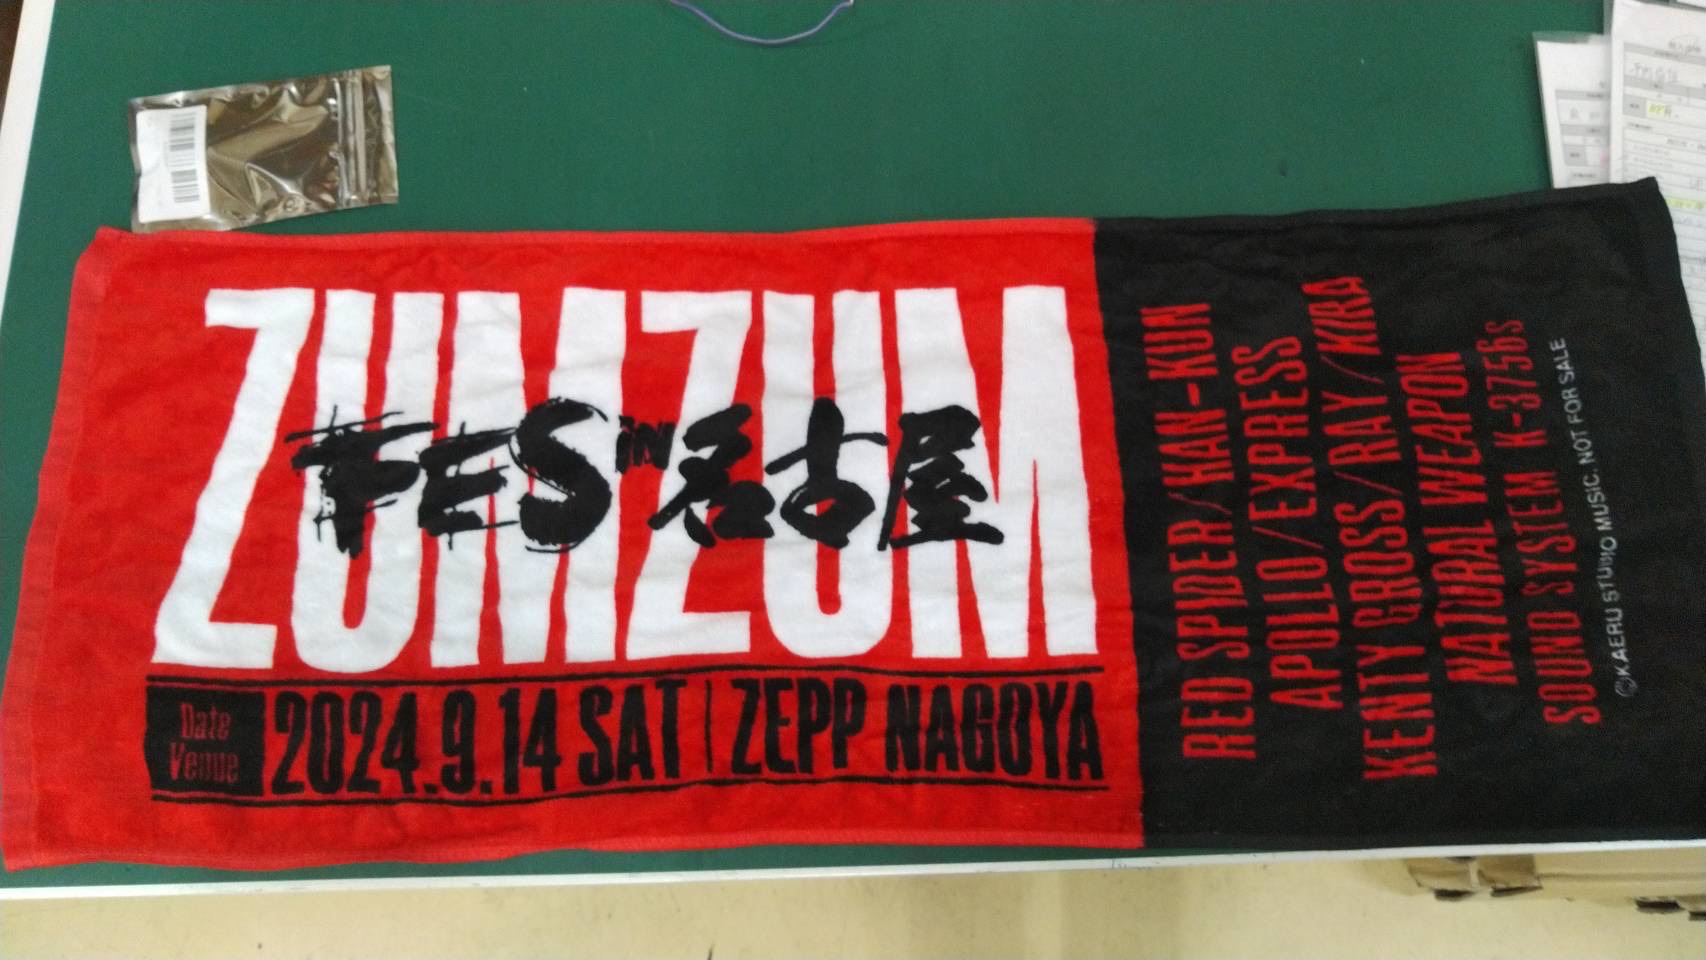 ZUMZUM
FES iN 名古屋
Date
Venue
2024.9.14 SAT | ZEPP NAGOYA
RED SPIDER/HAN-KUN
APOLLO/EXPRESS
KENTY GROSS/RAY/KIRA
NATURAL WEAPON
SOUND SYSTEM K-3756s
©KAERU STUDIO MUSIC. NOT FOR SALE